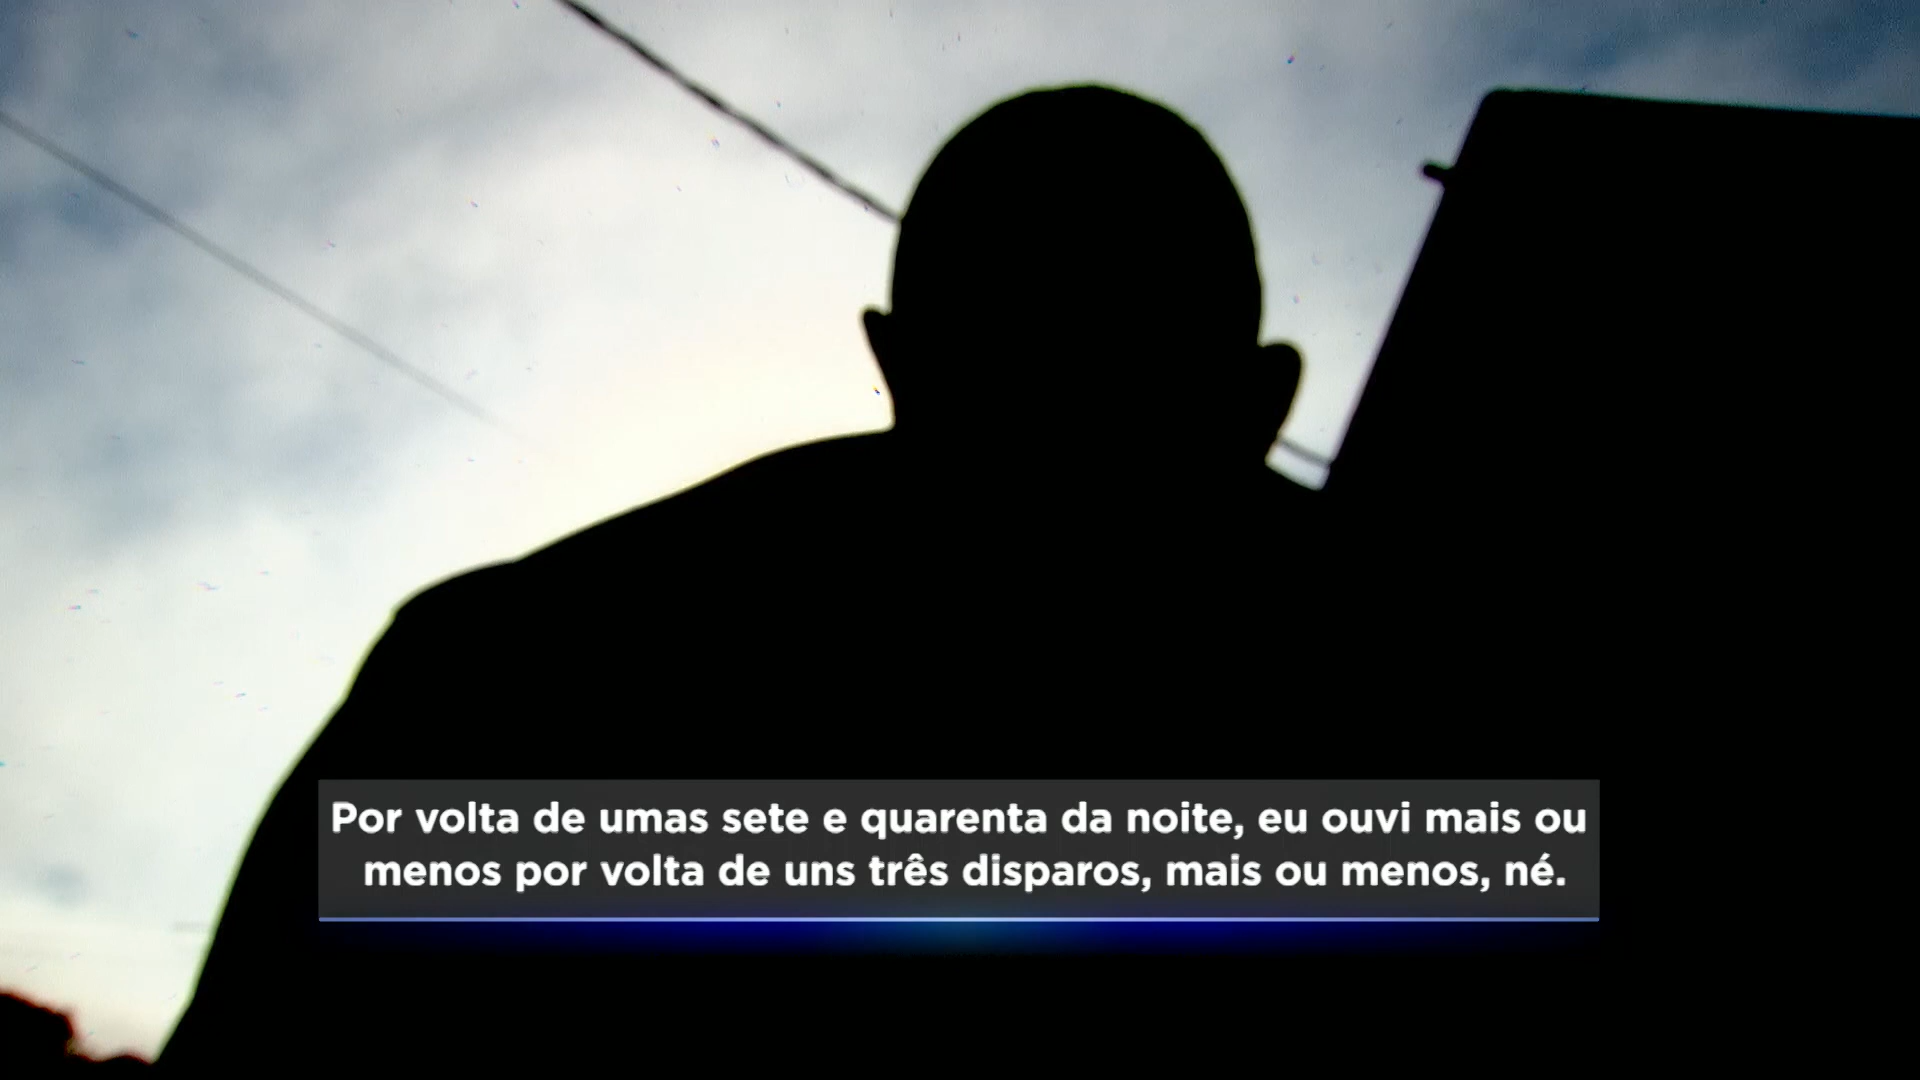 Por volta de umas sete e quarenta da noite, eu ouvi mais ou
menos por volta de uns três disparos, mais ou menos, né.